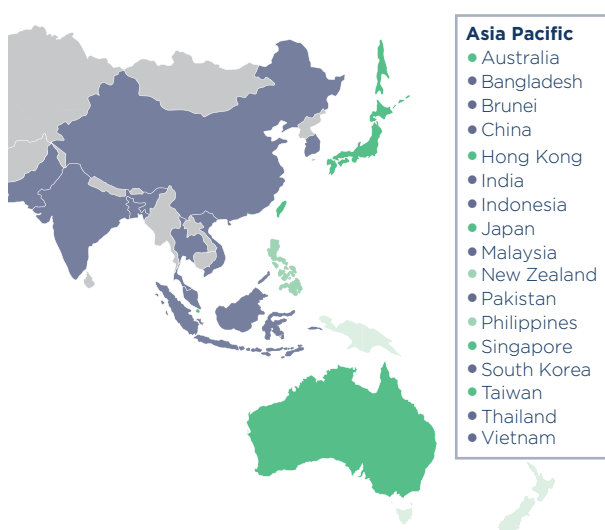 Asia Pacific
Australia
Bangladesh
Brunei
China
Hong Kong
India
Indonesia
Japan
Malaysia
New Zealand
Pakistan
Philippines
Singapore
South Korea
Taiwan
Thailand
Vietnam